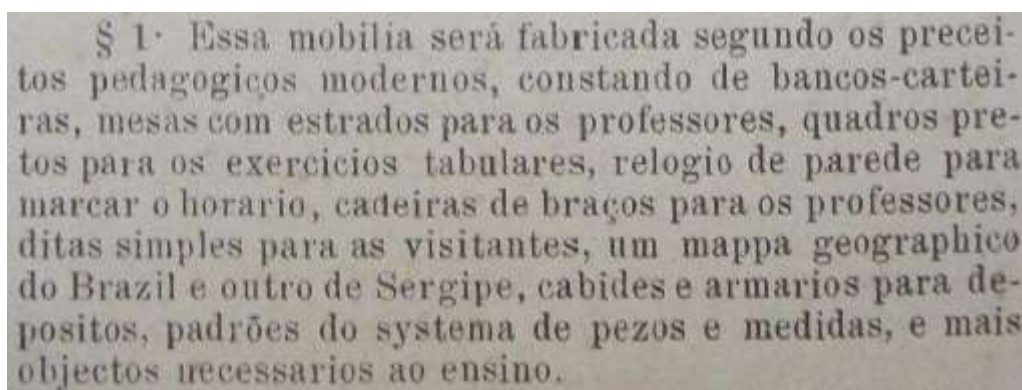 § 1· Essa mobilia será fabricada segundo os precei-
tos pedagogicos modernos, constando de bancos-cartei-
ras, mesas com estrados para os professores, quadros pre-
tos para os exercicios tabulares, relogio de parede para
marcar o horario, cadeiras de braços para os professores,
ditas simples para as visitantes, um mappa geographico
do Brazil e outro de Sergipe, cabides e armarios para de-
positos, padrões do systema de pezos e medidas, e mais
objectos necessarios ao ensino.